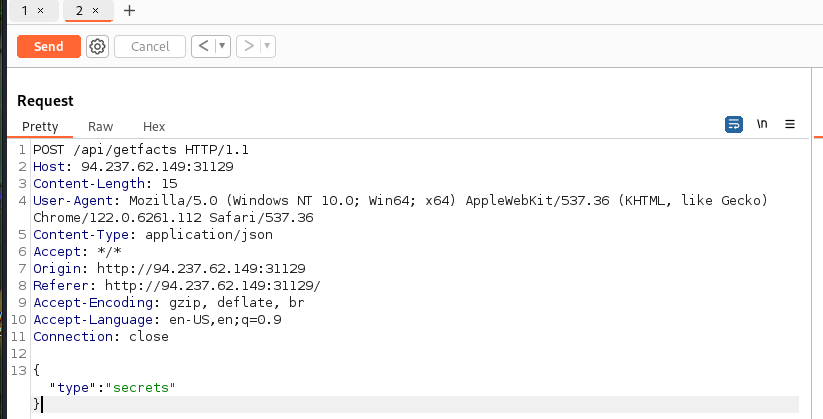 1 × 2 × +
Send Cancel < ▾ > ▾
Request
Pretty Raw Hex \n ≡
1 POST /api/getfacts HTTP/1.1
2 Host: 94.237.62.149:31129
3 Content-Length: 15
4 User-Agent: Mozilla/5.0 (Windows NT 10.0; Win64; x64) AppleWebKit/537.36 (KHTML, like Gecko)
Chrome/122.0.6261.112 Safari/537.36
5 Content-Type: application/json
6 Accept: */*
7 Origin: http://94.237.62.149:31129
8 Referer: http://94.237.62.149:31129/
9 Accept-Encoding: gzip, deflate, br
10 Accept-Language: en-US,en;q=0.9
11 Connection: close
12
13 {
"type":"secrets"
}